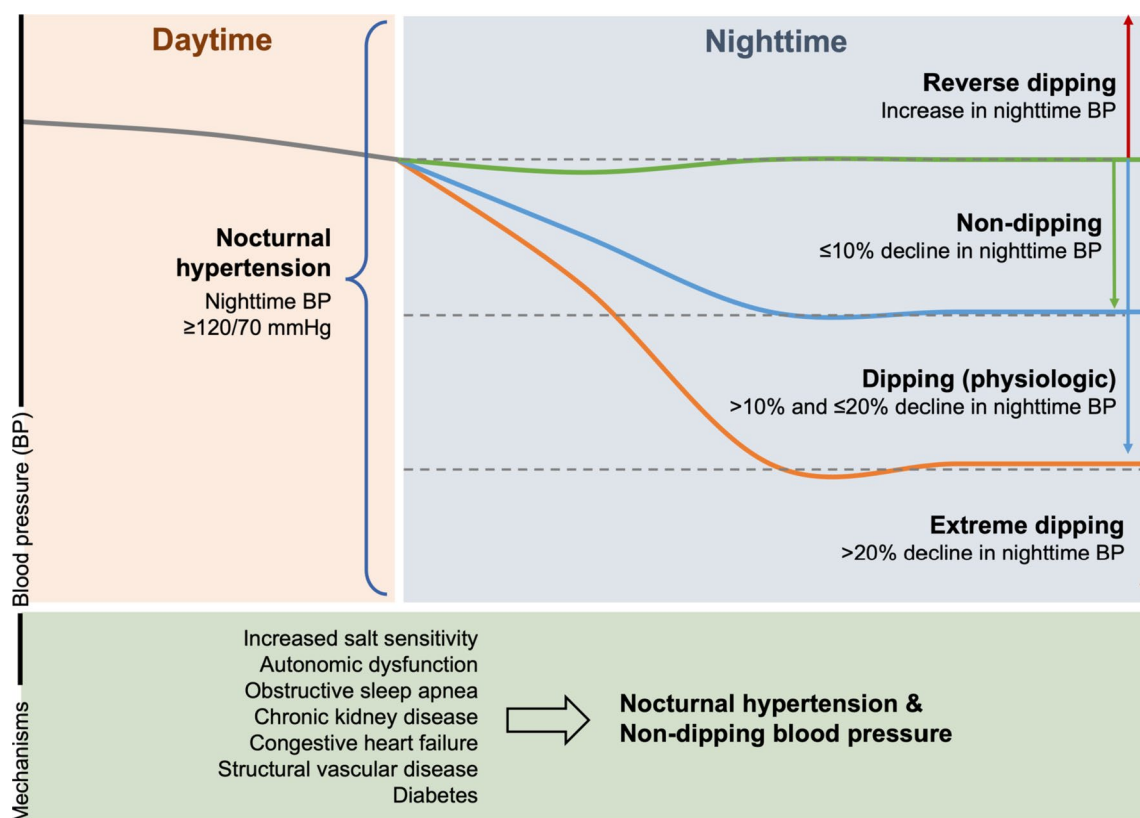 Daytime
Nighttime
Reverse dipping
Increase in nighttime BP
Nocturnal
hypertension
Nighttime BP
≥120/70 mmHg
Non-dipping
≤10% decline in nighttime BP
Dipping (physiologic)
>10% and ≤20% decline in nighttime BP
Extreme dipping
>20% decline in nighttime BP
Blood pressure (BP)
Mechanisms
Increased salt sensitivity
Autonomic dysfunction
Obstructive sleep apnea
Chronic kidney disease
Congestive heart failure
Structural vascular disease
Diabetes
Nocturnal hypertension &
Non-dipping blood pressure